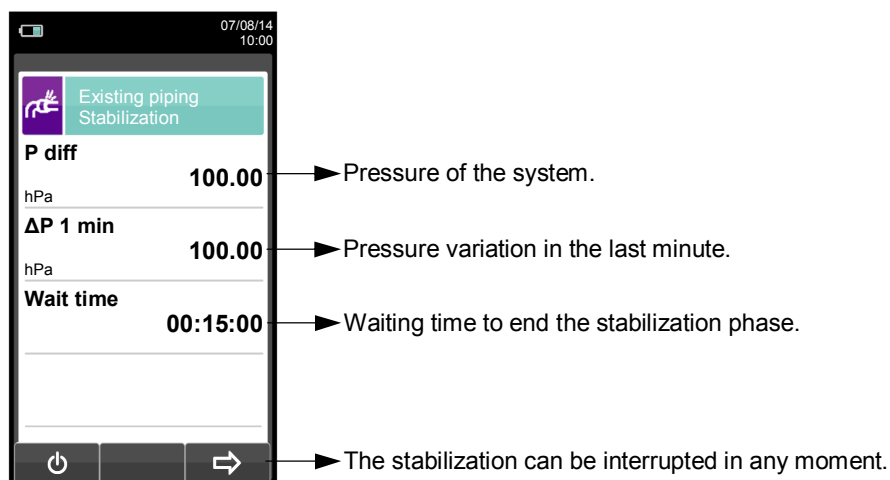 07/08/14
10:00
Existing piping
Stabilization
P diff
100.00
hPa
Pressure of the system.
ΔP 1 min
100.00
hPa
Pressure variation in the last minute.
Wait time
00:15:00
Waiting time to end the stabilization phase.
The stabilization can be interrupted in any moment.